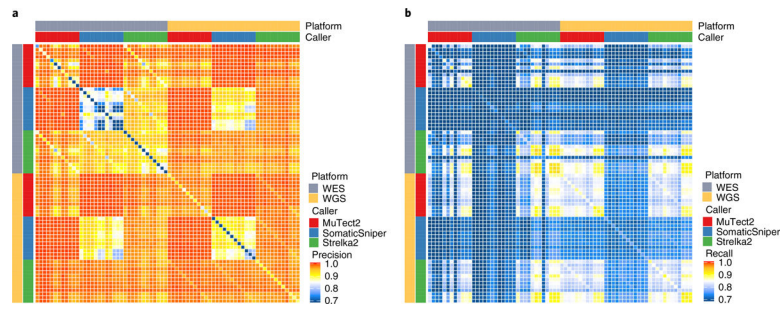 a
Platform
Caller
Platform
WES
WGS
Caller
MuTect2
SomaticSniper
Strelka2
Precision
1.0
0.9
0.8
0.7
b
Platform
Caller
Platform
WES
WGS
Caller
MuTect2
SomaticSniper
Strelka2
Recall
1.0
0.9
0.8
0.7